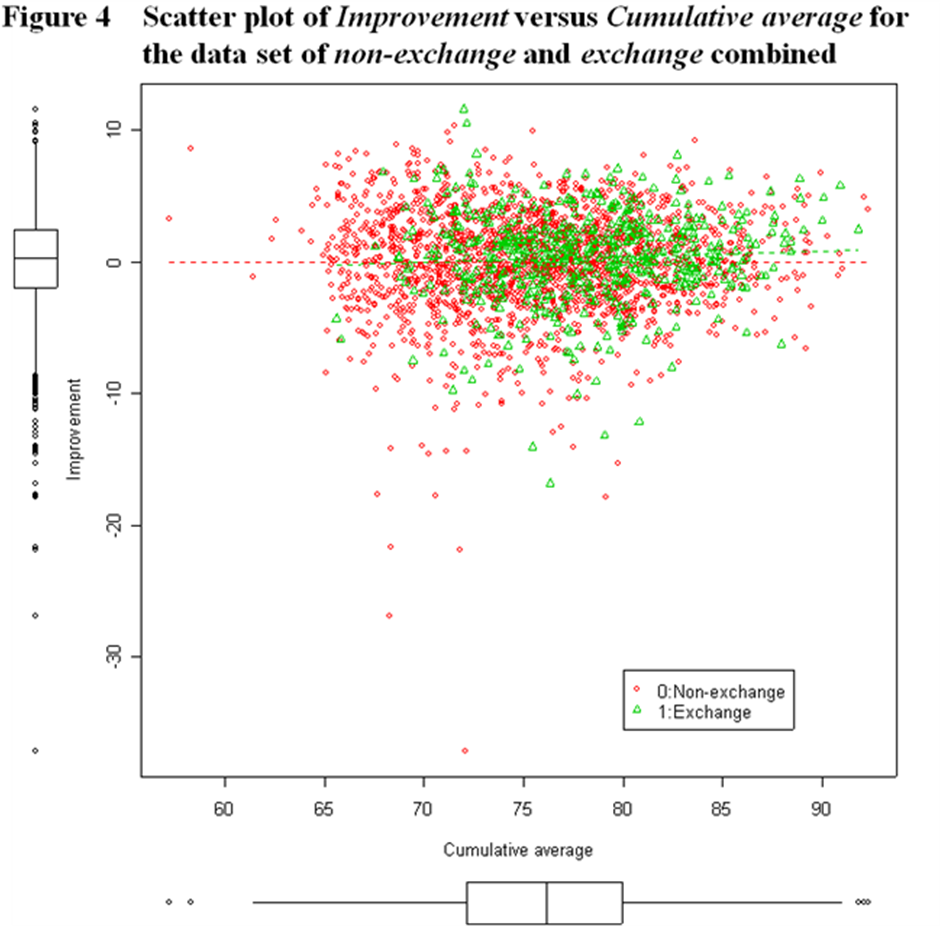 Figure 4 Scatter plot of Improvement versus Cumulative average for
the data set of non-exchange and exchange combined
10
0
-10
-20
-30
Improvement
0:Non-exchange
1:Exchange
60 65 70 75 80 85 90
Cumulative average